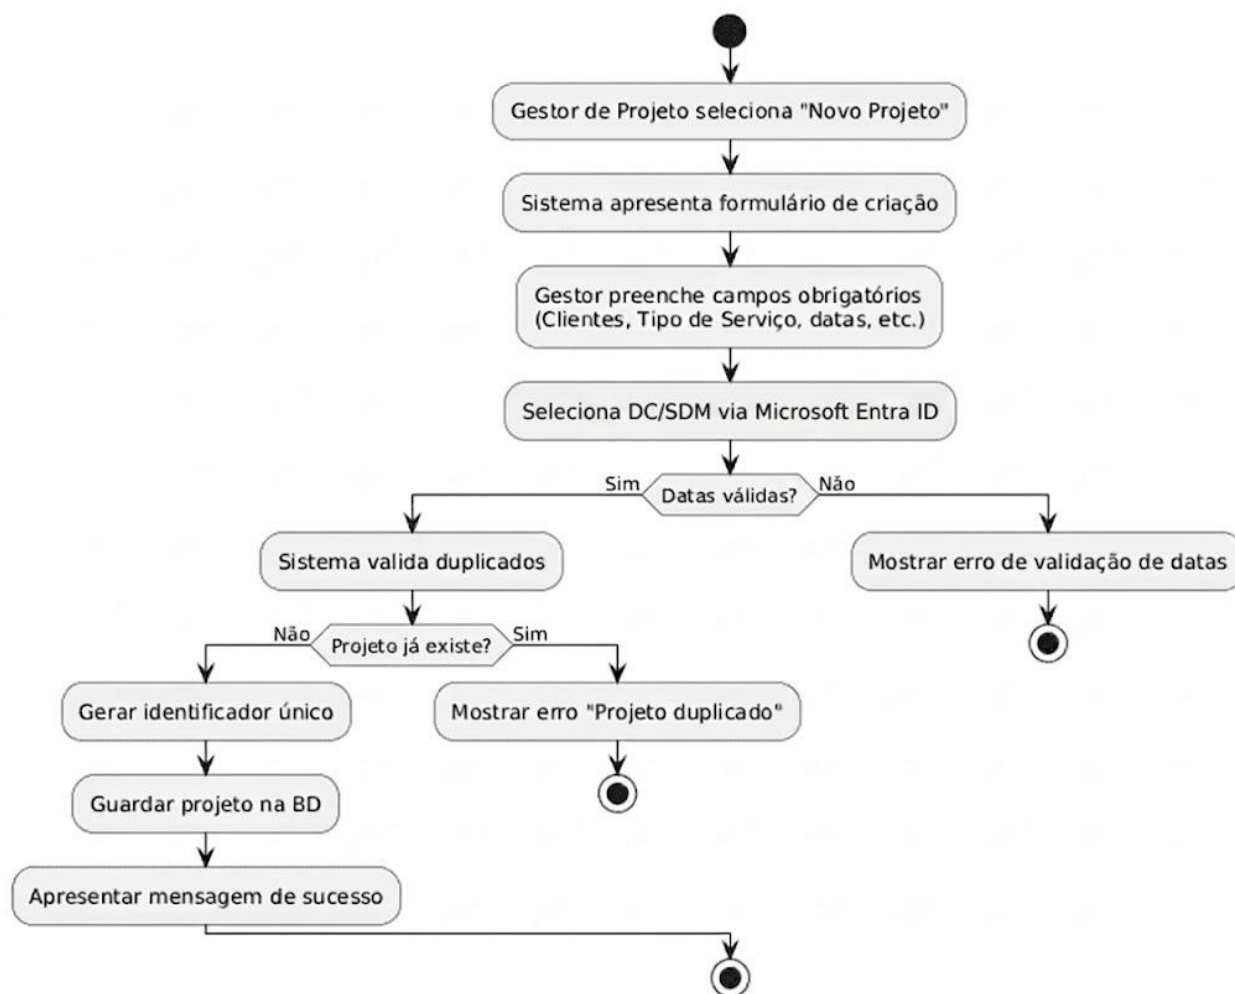 Gestor de Projeto seleciona "Novo Projeto"
Sistema apresenta formulário de criação
Gestor preenche campos obrigatórios
(Clientes, Tipo de Serviço, datas, etc.)
Seleciona DC/SDM via Microsoft Entra ID
Sim
Datas válidas?
Não
Sistema valida duplicados
Mostrar erro de validação de datas
Não
Projeto já existe?
Sim
Gerar identificador único
Mostrar erro "Projeto duplicado"
Guardar projeto na BD
Apresentar mensagem de sucesso